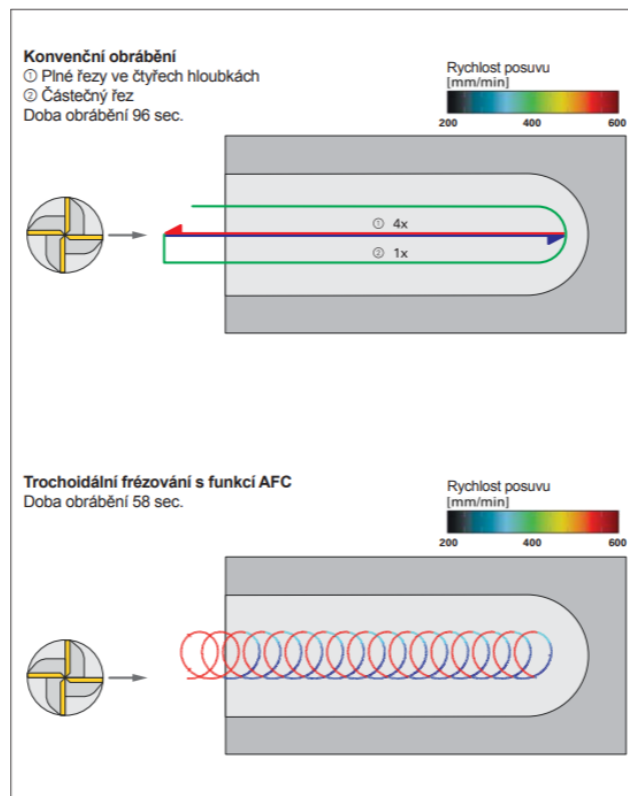 Konvenční obrábění
① Plné řezy ve čtyřech hloubkách
② Částečný řez
Doba obrábění 96 sec.
Rychlost posuvu
[mm/min]
200 400 600
① 4x
② 1x
Trochoidální frézování s funkcí AFC
Doba obrábění 58 sec.
Rychlost posuvu
[mm/min]
200 400 600